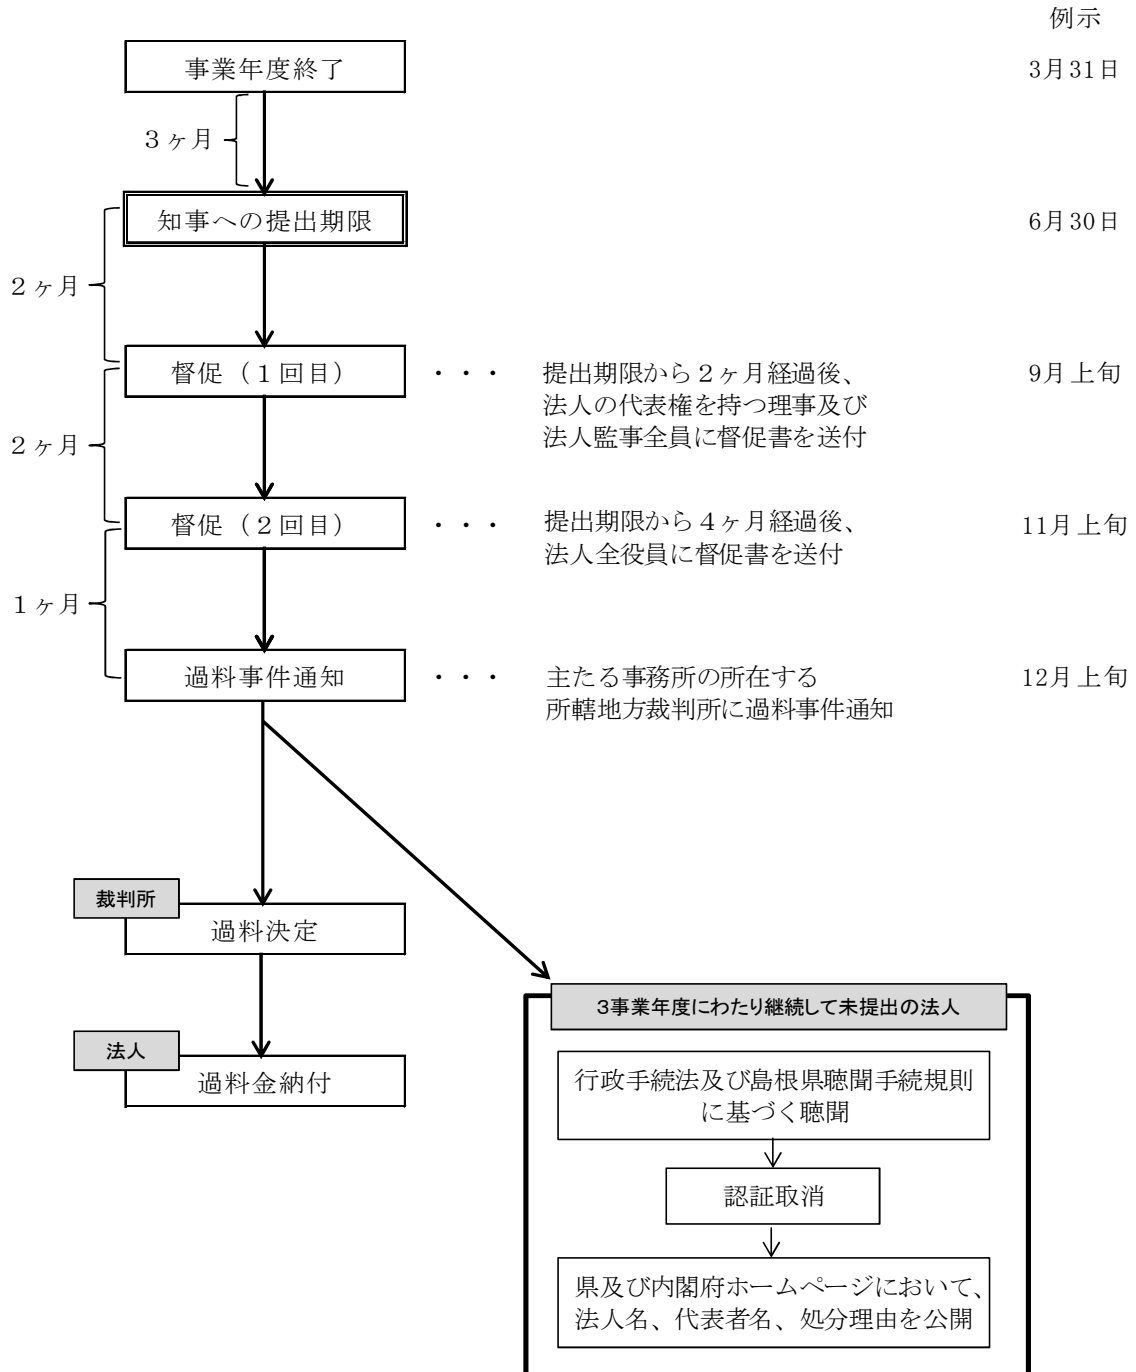 例示
事業年度終了
3月31日
3ヶ月
知事への提出期限
6月30日
2ヶ月
督促（1回目）
・・・
提出期限から2ヶ月経過後、
法人の代表権を持つ理事及び
法人監事全員に督促書を送付
9月上旬
2ヶ月
督促（2回目）
・・・
提出期限から4ヶ月経過後、
法人全役員に督促書を送付
11月上旬
1ヶ月
過料事件通知
・・・
主たる事務所の所在する
所轄地方裁判所に過料事件通知
12月上旬
裁判所
過料決定
法人
過料金納付
3事業年度にわたり継続して未提出の法人
行政手続法及び島根県聴聞手続規則
に基づく聴聞
認証取消
県及び内閣府ホームページにおいて、
法人名、代表者名、処分理由を公開